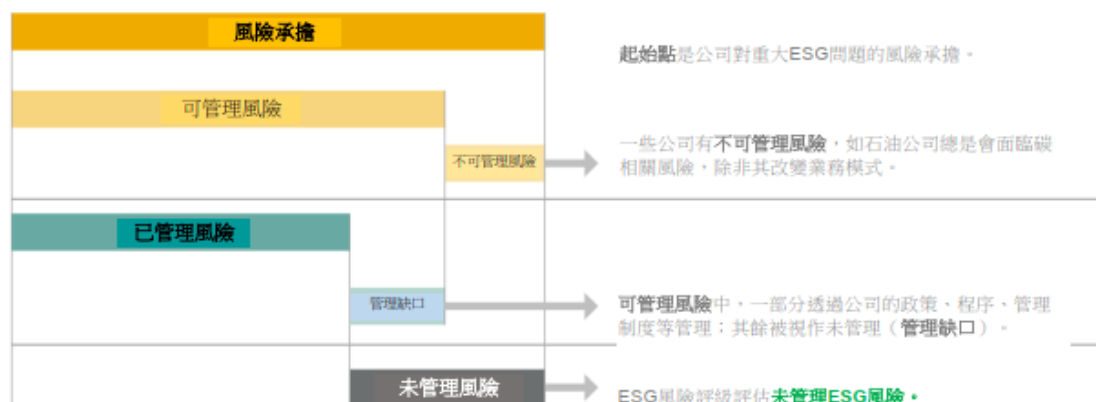 風險承擔
起始點是公司對重大ESG問題的風險承擔。
可管理風險
一些公司有不可管理風險，如石油公司總是會面臨碳
不可管理風險
相關風險、除非其改變業務模式。
已管理風險
管理缺口
可管理風險中，一部分透過公司的政策、程序、管理
制度等管理；其餘被視作未管理（管理缺口）。
未管理風險
ESG風險評級評估未管理ESG風險。